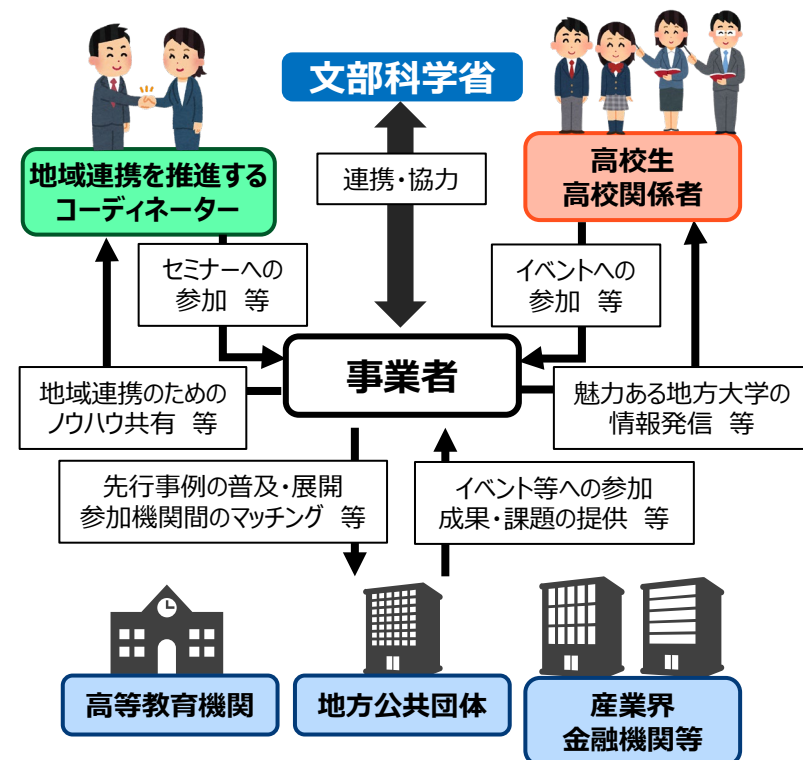 文部科学省
地域連携を推進する
コーディネーター
連携・協力
高校生
高校関係者
セミナーへの
参加 等
イベントへの
参加 等
事業者
地域連携のための
ノウハウ共有 等
魅力ある地方大学の
情報発信 等
先行事例の普及・展開
参加機関間のマッチング 等
イベント等への参加
成果・課題の提供 等
高等教育機関
地方公共団体
産業界
金融機関等